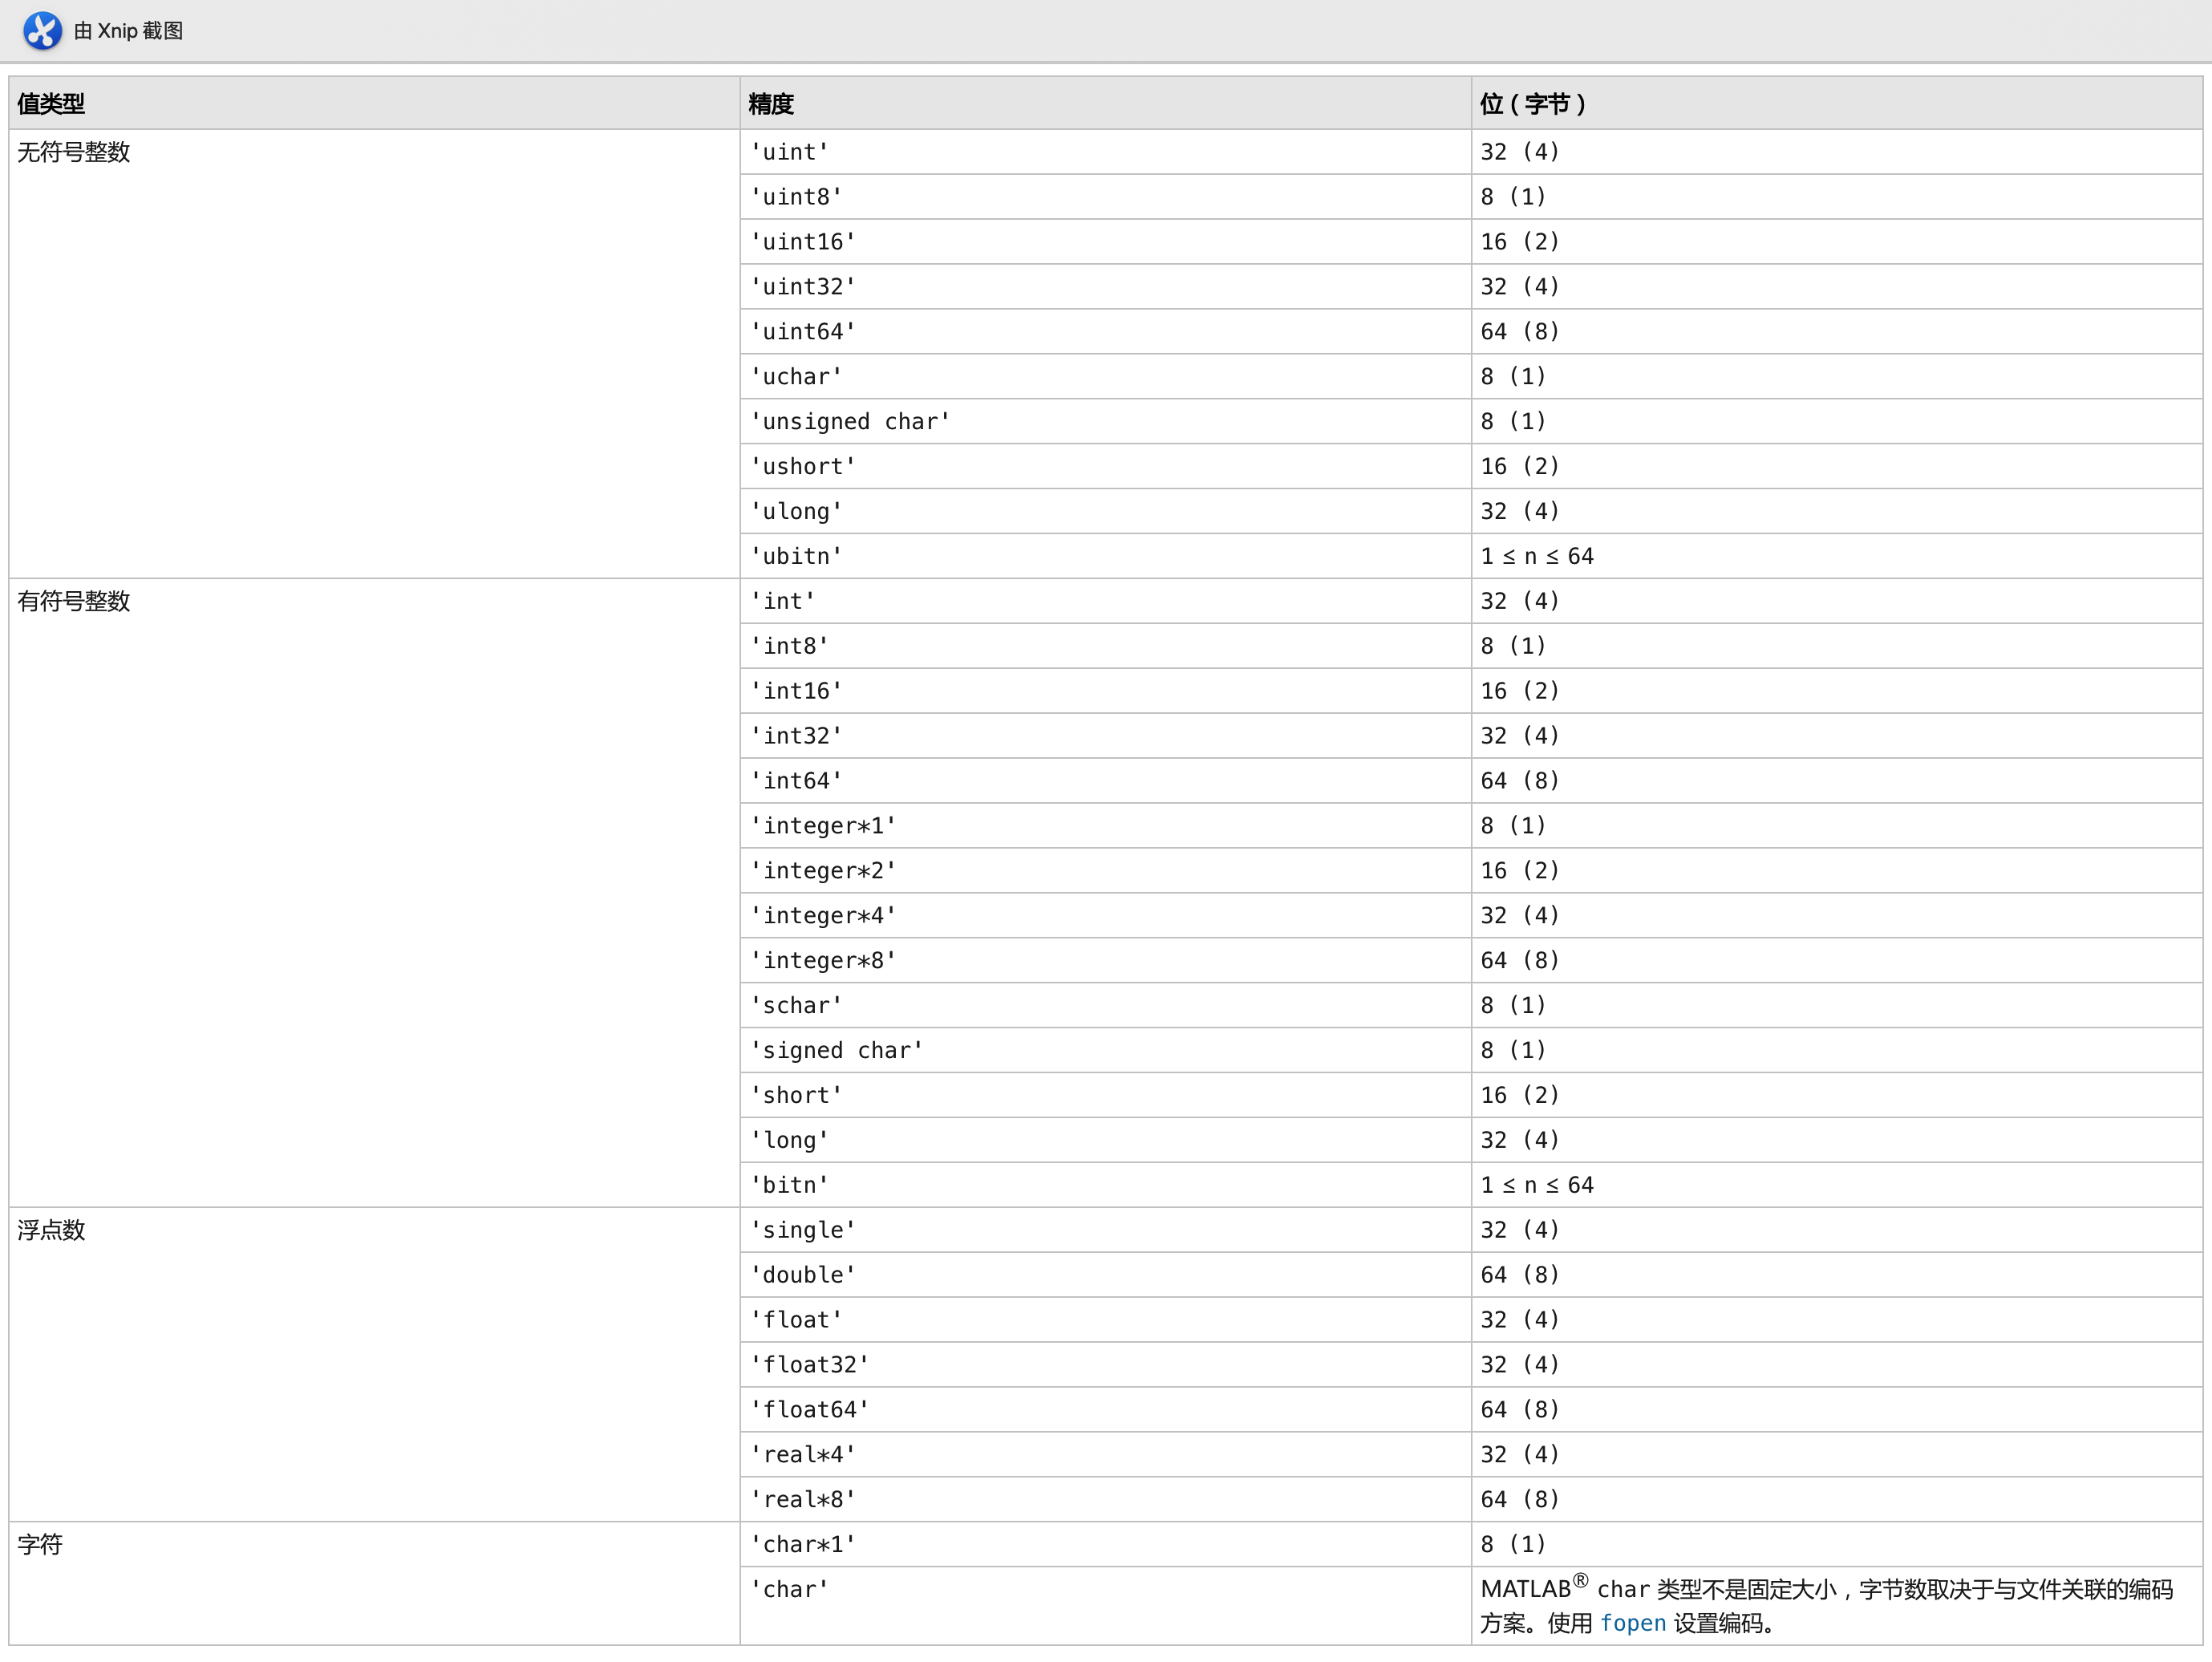 由 Xnip 截图
值类型 精度 位（字节）
无符号整数 'uint' 32 (4)
'uint8' 8 (1)
'uint16' 16 (2)
'uint32' 32 (4)
'uint64' 64 (8)
'uchar' 8 (1)
'unsigned char' 8 (1)
'ushort' 16 (2)
'ulong' 32 (4)
'ubitn' 1 ≤ n ≤ 64
有符号整数 'int' 32 (4)
'int8' 8 (1)
'int16' 16 (2)
'int32' 32 (4)
'int64' 64 (8)
'integer*1' 8 (1)
'integer*2' 16 (2)
'integer*4' 32 (4)
'integer*8' 64 (8)
'schar' 8 (1)
'signed char' 8 (1)
'short' 16 (2)
'long' 32 (4)
'bitn' 1 ≤ n ≤ 64
浮点数 'single' 32 (4)
'double' 64 (8)
'float' 32 (4)
'float32' 32 (4)
'float64' 64 (8)
'real*4' 32 (4)
'real*8' 64 (8)
字符 'char*1' 8 (1)
'char' MATLAB® char 类型不是固定大小，字节数取决于与文件关联的编码
方案。使用 fopen 设置编码。